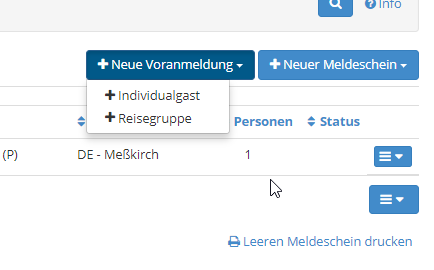 Info
Neue Voranmeldung Neuer Meldeschein
Individualgast
Reisegruppe
Personen Status
(P) DE - Meßkirch 1
Leeren Meldeschein drucken